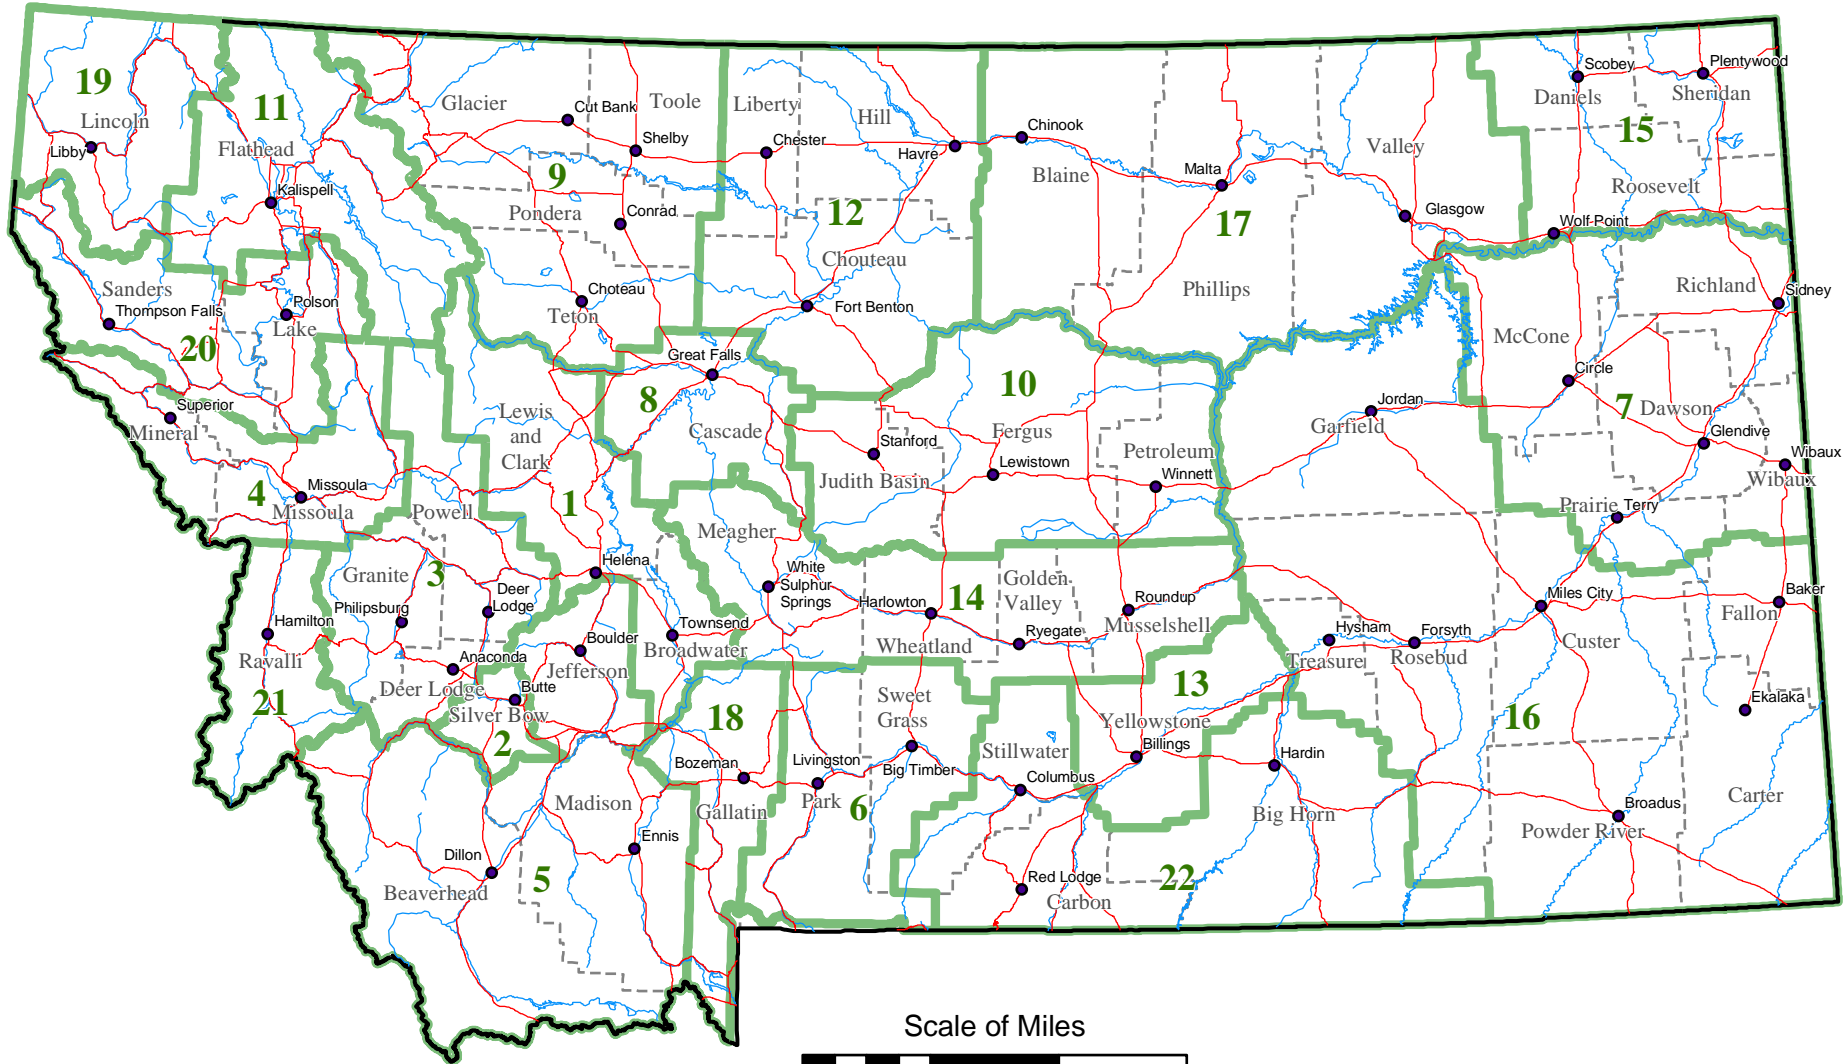 Scobey
Plentywood
19
Glacier
Toole
Liberty
Daniels
Sheridan
11
Cut Bank
Hill
Lincoln
Chinook
15
Libby
Flathead
Shelby
Chester
Havre
Valley
9
Blaine
Malta
Kalispell
Pondera
Conrad
12
17
Glasgow
Roosevelt
Wolf Point
Chouteau
Sanders
Thompson Falls
Polson
Lake
Choteau
Teton
Fort Benton
Phillips
Richland
Sidney
20
Great Falls
McCone
Circle
8
10
Superior
Mineral
Lewis
and
Clark
Cascade
Stanford
Fergus
Jordan
Garfield
7
Dawson
Glendive
Judith Basin
Lewistown
Petroleum
Winnett
Wibaux
Wibaux
4
Missoula
Missoula
Powell
1
Meagher
Prairie
Terry
Granite
3
Helena
White
Sulphur
Springs
Golden
Valley
Philipsburg
Deer
Lodge
Harlowton
14
Roundup
Miles City
Baker
Hamilton
Ravalli
Boulder
Townsend
Broadwater
Wheatland
Ryegate
Musselshell
Hysham
Treasure
Forsyth
Rosebud
Custer
Fallon
Anaconda
Deer Lodge
Jefferson
21
Butte
Silver Bow
2
18
Sweet
Grass
13
16
Ekalaka
Yellowstone
Billings
Stillwater
Bozeman
Livingston
Big Timber
Columbus
Hardin
Madison
Gallatin
Park
6
Big Horn
Broadus
Powder River
Carter
Ennis
Dillon
Beaverhead
5
Red Lodge
Carbon
22
Scale of Miles